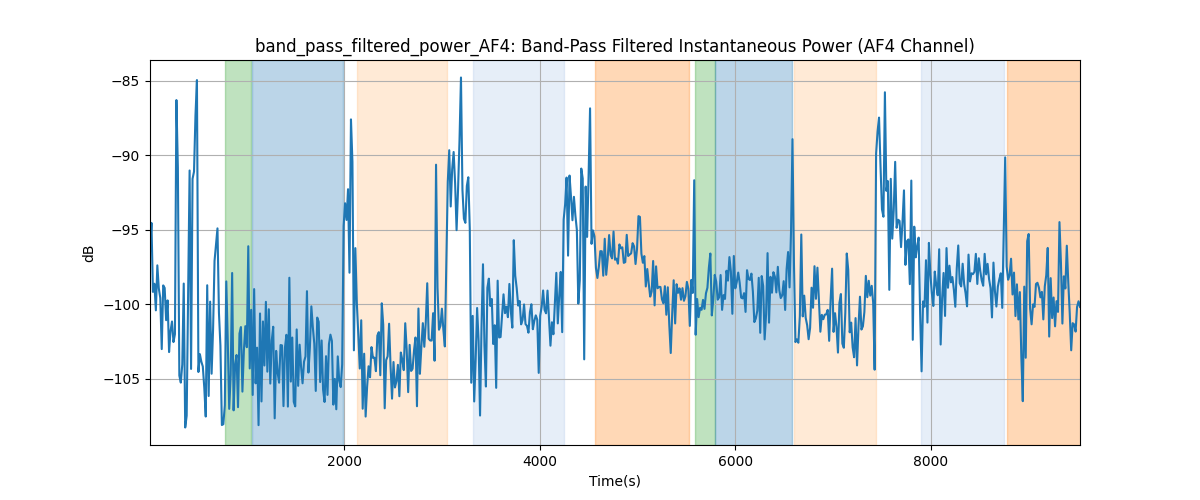 band_pass_filtered_power_AF4: Band-Pass Filtered Instantaneous Power (AF4 Channel)
−85
−90
−95
−100
−105
dB
2000 4000 6000 8000
Time(s)